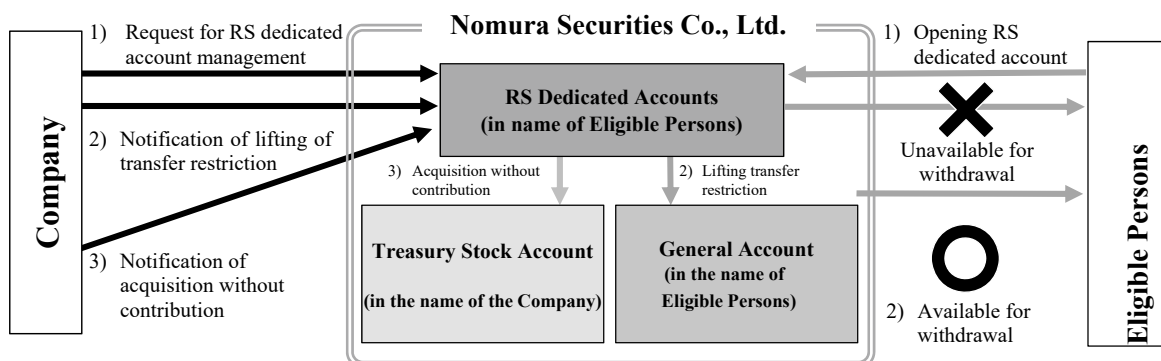 Nomura Securities Co., Ltd.
Company
1) Request for RS dedicated
account management
2) Notification of lifting of
transfer restriction
3) Notification of
acquisition without
contribution
RS Dedicated Accounts
(in name of Eligible Persons)
3) Acquisition without
contribution
2) Lifting transfer
restriction
Treasury Stock Account
(in the name of the Company)
General Account
(in the name of
Eligible Persons)
1) Opening RS
dedicated account
Unavailable for
withdrawal
2) Available for
withdrawal
Eligible Persons